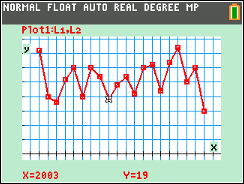 NORMAL FLOAT AUTO REAL DEGREE MP
Plot1:L1,L2
y
x
X=2003 Y=19